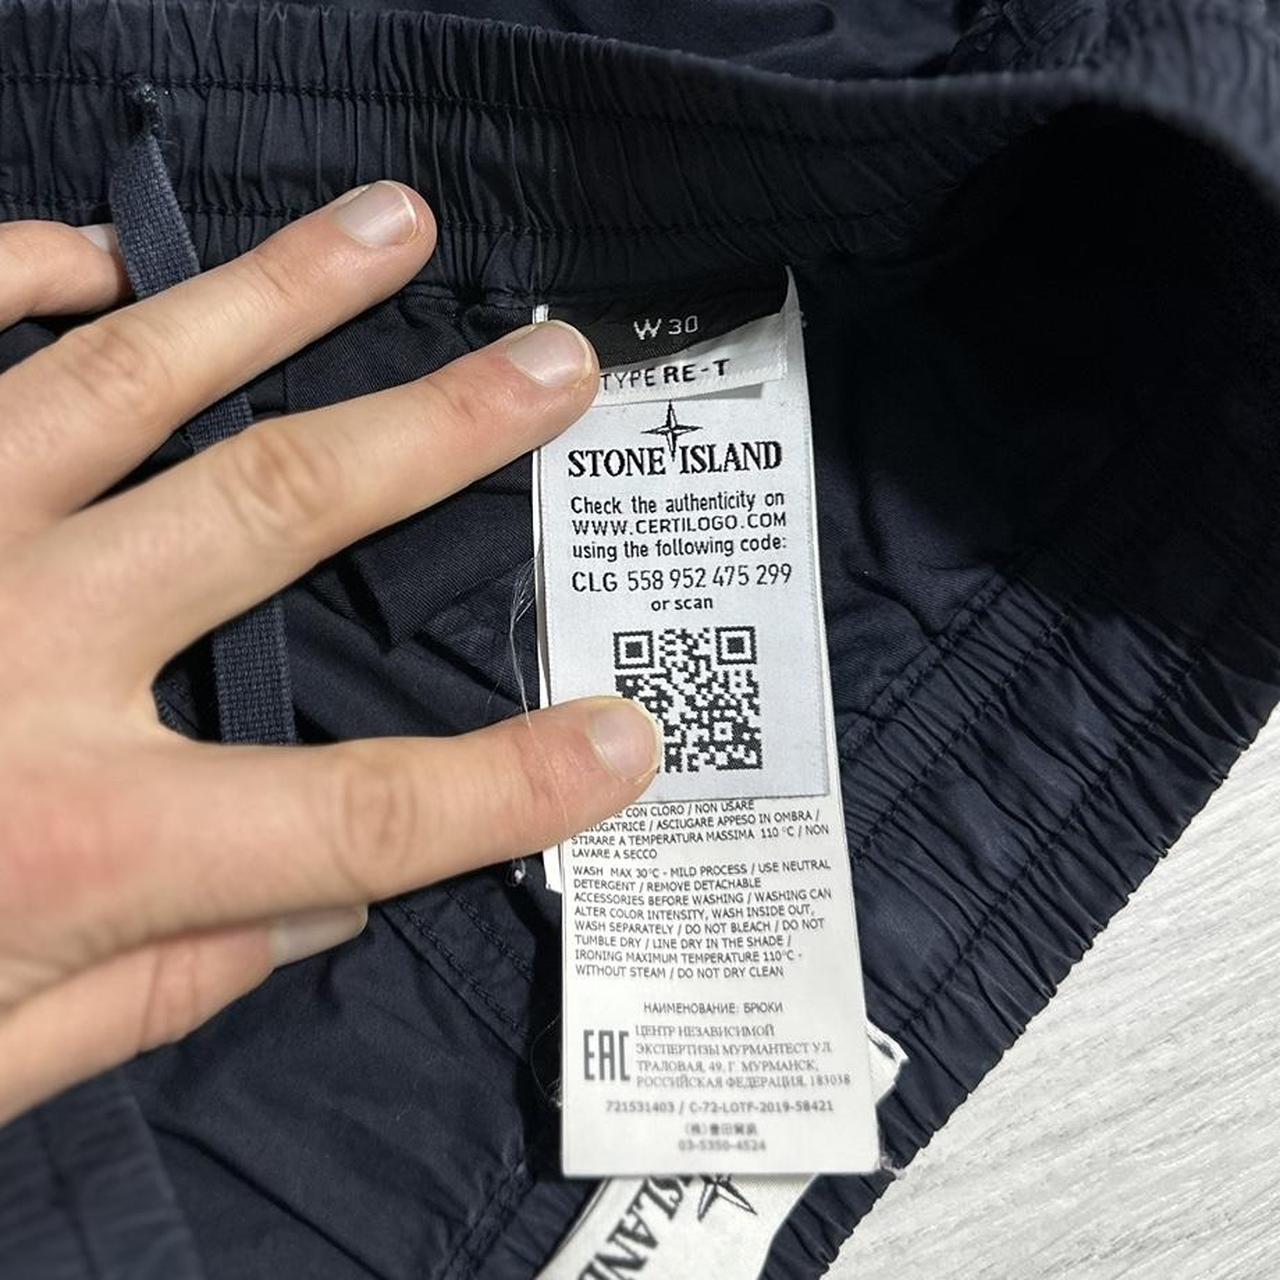 W 30
TYPE RE-T
STONE ISLAND
Check the authenticity on
WWW.CERTILOGO.COM
using the following code:
CLG 558 952 475 299
or scan
CON CLORO / NON USARE
ASCIUGARE APPESO IN OMBRA /
STIRARE A TEMPERATURA MASSIMA 110 °C / NON
LAVARE A SECCO
WASH MAX 30°C - MILD PROCESS / USE NEUTRAL
DETERGENT / REMOVE DETACHABLE
ACCESSORIES BEFORE WASHING / WASHING CAN
ALTER COLOR INTENSITY, WASH INSIDE OUT,
WASH SEPARATELY / DO NOT BLEACH / DO NOT
TUMBLE DRY / LINE DRY IN THE SHADE /
IRONING MAXIMUM TEMPERATURE 110°C -
WITHOUT STEAM / DO NOT DRY CLEAN
НАИМЕНОВАНИЕ: БРЮКИ
EAC
ЦЕНТР НЕЗАВИСИМОЙ
ЭКСПЕРТИЗЫ МУРМАНТЕСТ УЛ.
ТРАЛОВАЯ, 49, Г. МУРМАНСК,
РОССИЙСКАЯ ФЕДЕРАЦИЯ, 183038
721531403 / C-72-LOTF-2019-58421
03-5350-4524